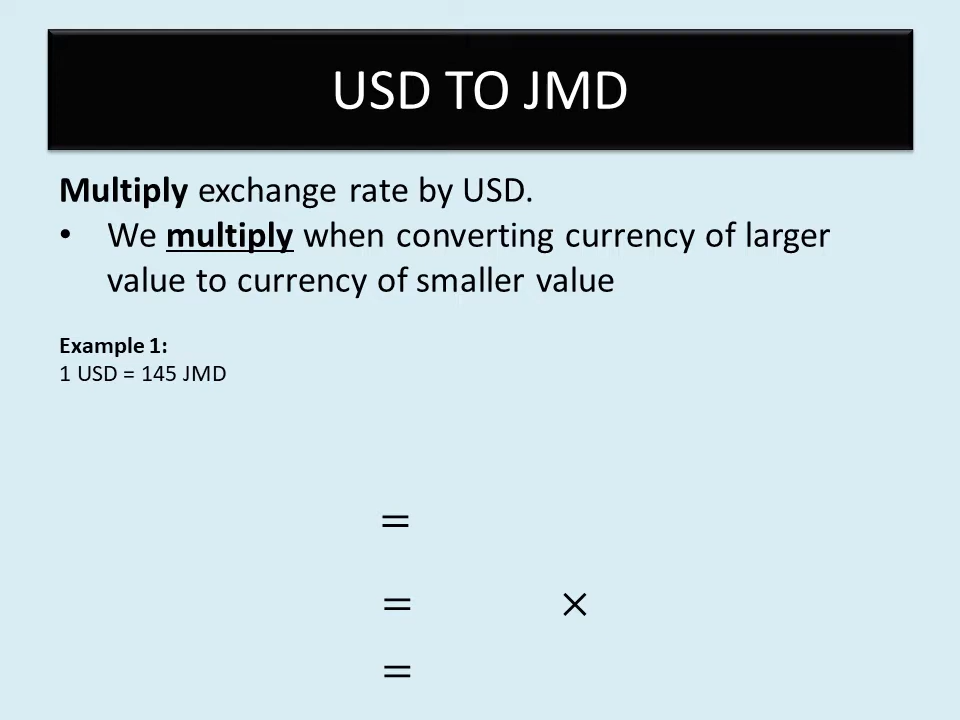 USD TO JMD
Multiply exchange rate by USD.
• We multiply when converting currency of larger
value to currency of smaller value
Example 1:
1 USD = 145 JMD
=
= ×
=